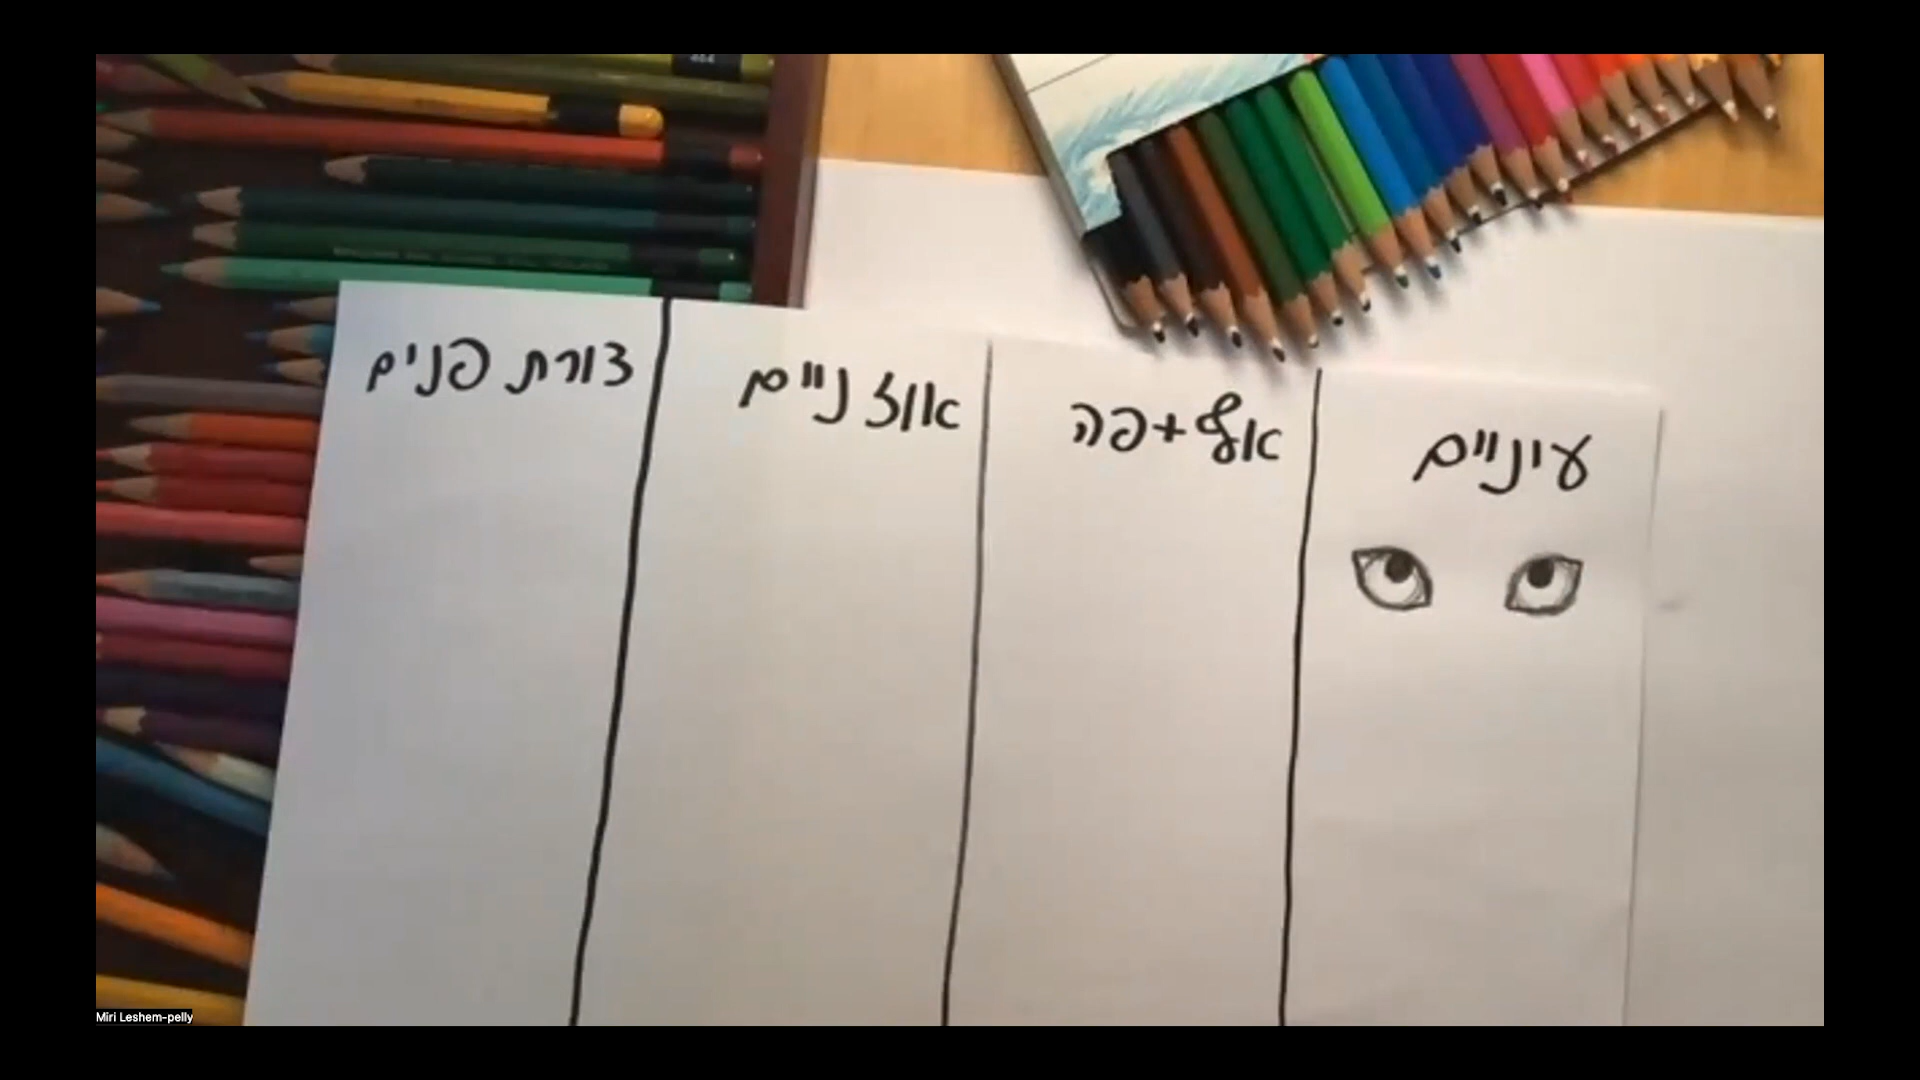 עיניים
אף+פה
אוזניים
צורת פנים
Miri Leshem-pelly